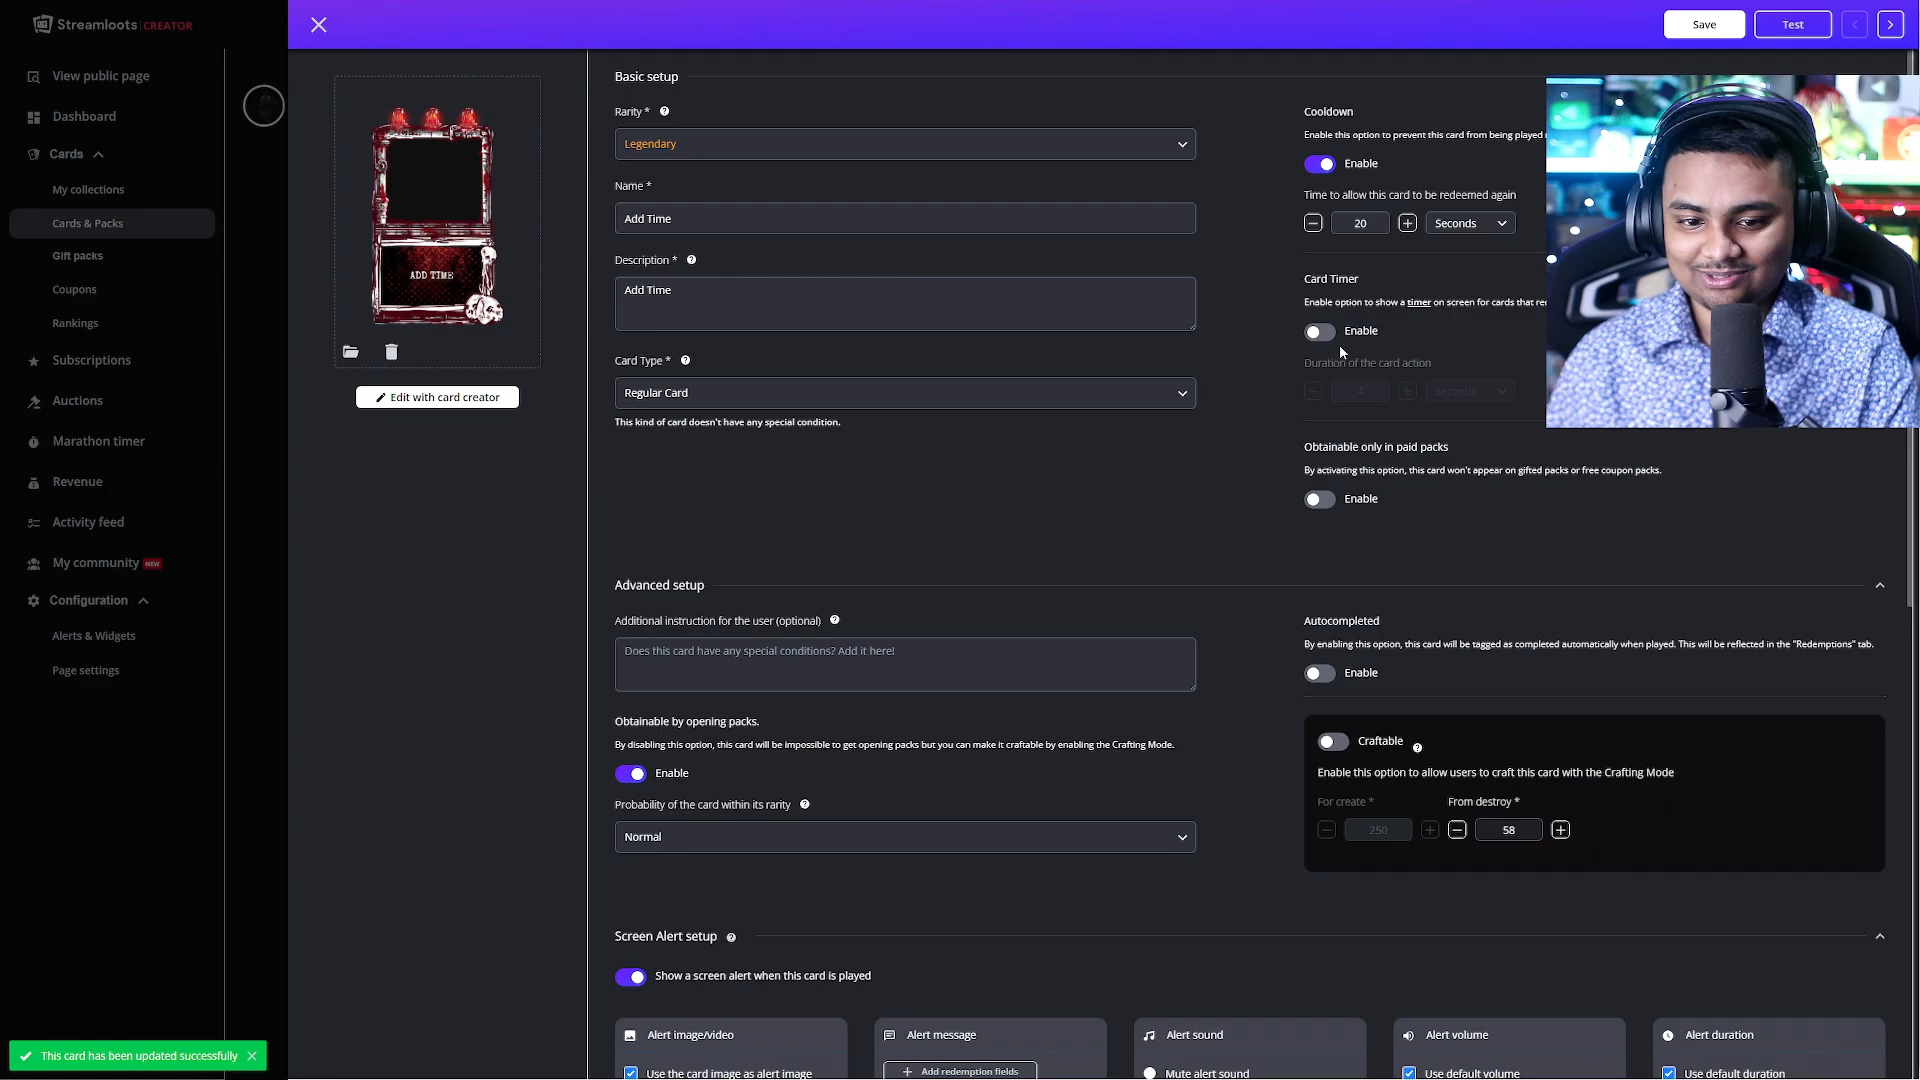 Streamloots | CREATOR
Save
Test
View public page
Dashboard
Cards
My collections
Cards & Packs
Gift packs
Coupons
Rankings
Subscriptions
Auctions
Marathon timer
Revenue
Activity feed
My community NEW
Configuration
Alerts & Widgets
Page settings
ADD TIME
Edit with card creator
Basic setup
Rarity *
Legendary
Name *
Add Time
Description *
Add Time
Card Type *
Regular Card
This kind of card doesn't have any special condition.
Cooldown
Enable this option to prevent this card from being played
Enable
Time to allow this card to be redeemed again
20
Seconds
Card Timer
Enable option to show a timer on screen for cards that
Enable
Duration of the card action
4
Seconds
Obtainable only in paid packs
By activating this option, this card won't appear on gifted packs or free coupon packs.
Enable
Advanced setup
Additional instruction for the user (optional)
Does this card have any special conditions? Add it here!
Obtainable by opening packs.
By disabling this option, this card will be impossible to get opening packs but you can make it craftable by enabling the Crafting Mode.
Enable
Probability of the card within its rarity
Normal
Autocompleted
By enabling this option, this card will be tagged as completed automatically when played. This will be reflected in the "Redemptions" tab.
Enable
Craftable
Enable this option to allow users to craft this card with the Crafting Mode
For create * From destroy *
250 58
Screen Alert setup
Show a screen alert when this card is played
Alert image/video
Use the card image as alert image
Alert message
Add redemption fields
Alert sound
Mute alert sound
Alert volume
Use default volume
Alert duration
Use default duration
This card has been updated successfully